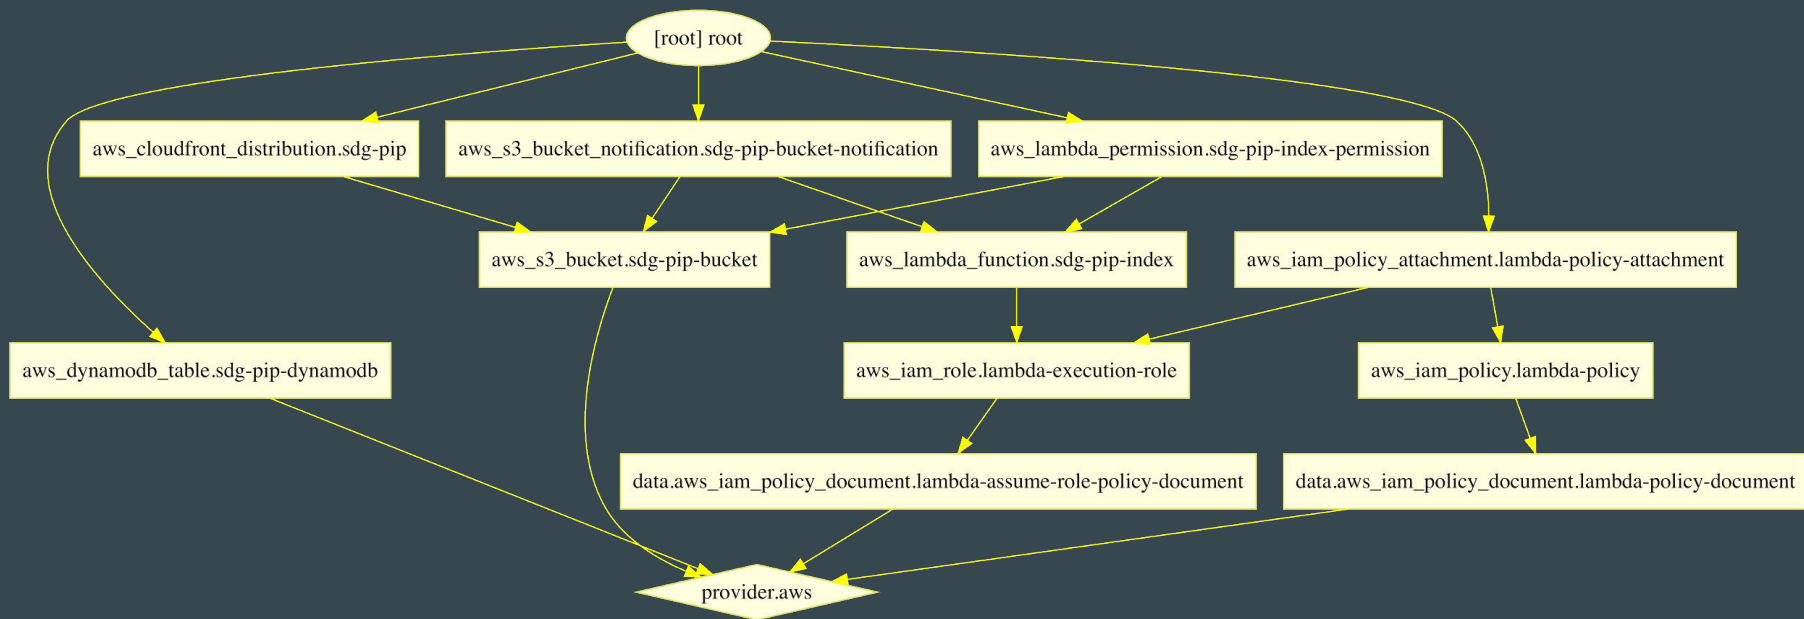 [root] root
aws_cloudfront_distribution.sdg-pip
aws_s3_bucket_notification.sdg-pip-bucket-notification
aws_lambda_permission.sdg-pip-index-permission
aws_s3_bucket.sdg-pip-bucket
aws_lambda_function.sdg-pip-index
aws_iam_policy_attachment.lambda-policy-attachment
aws_dynamodb_table.sdg-pip-dynamodb
aws_iam_role.lambda-execution-role
aws_iam_policy.lambda-policy
data.aws_iam_policy_document.lambda-assume-role-policy-document
data.aws_iam_policy_document.lambda-policy-document
provider.aws